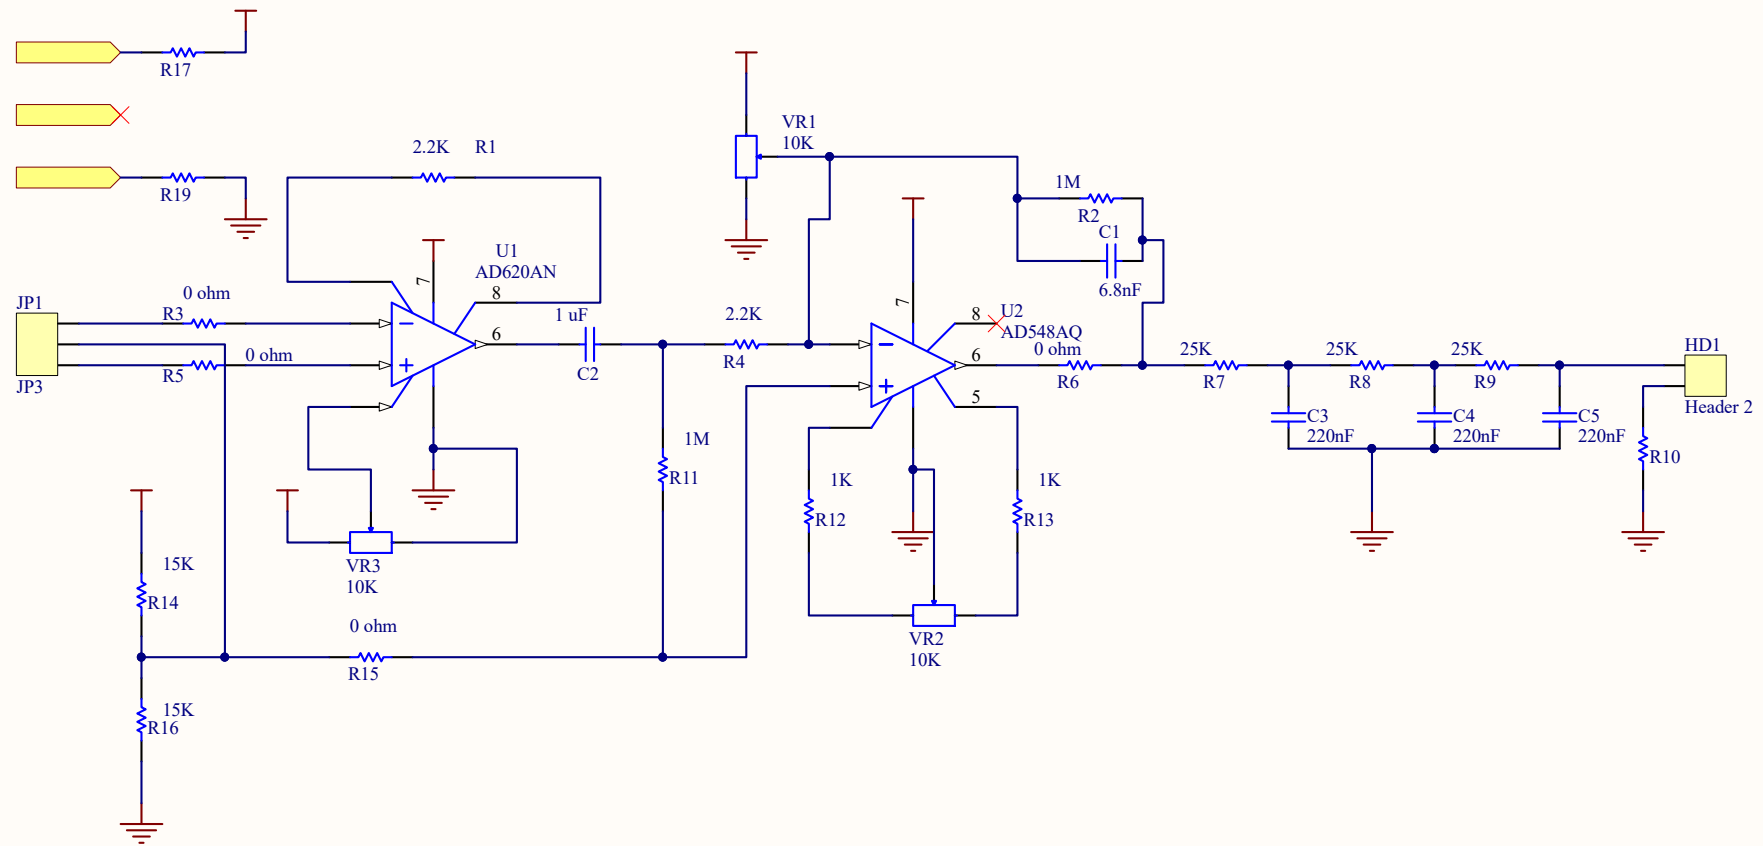 R17
R19
2.2K R1
U1
AD620AN
7
8
6
JP1
0 ohm
R3
0 ohm
R5
JP3
1 uF
C2
VR1
10K
1M
R2
C1
6.8nF
2.2K
R4
7
8
U2
AD548AQ
6
0 ohm
R6
5
25K
R7
25K
R8
25K
R9
HD1
Header 2
C3
220nF
C4
220nF
C5
220nF
R10
1M
R11
1K
R12
1K
R13
VR3
10K
VR2
10K
15K
R14
0 ohm
R15
15K
R16